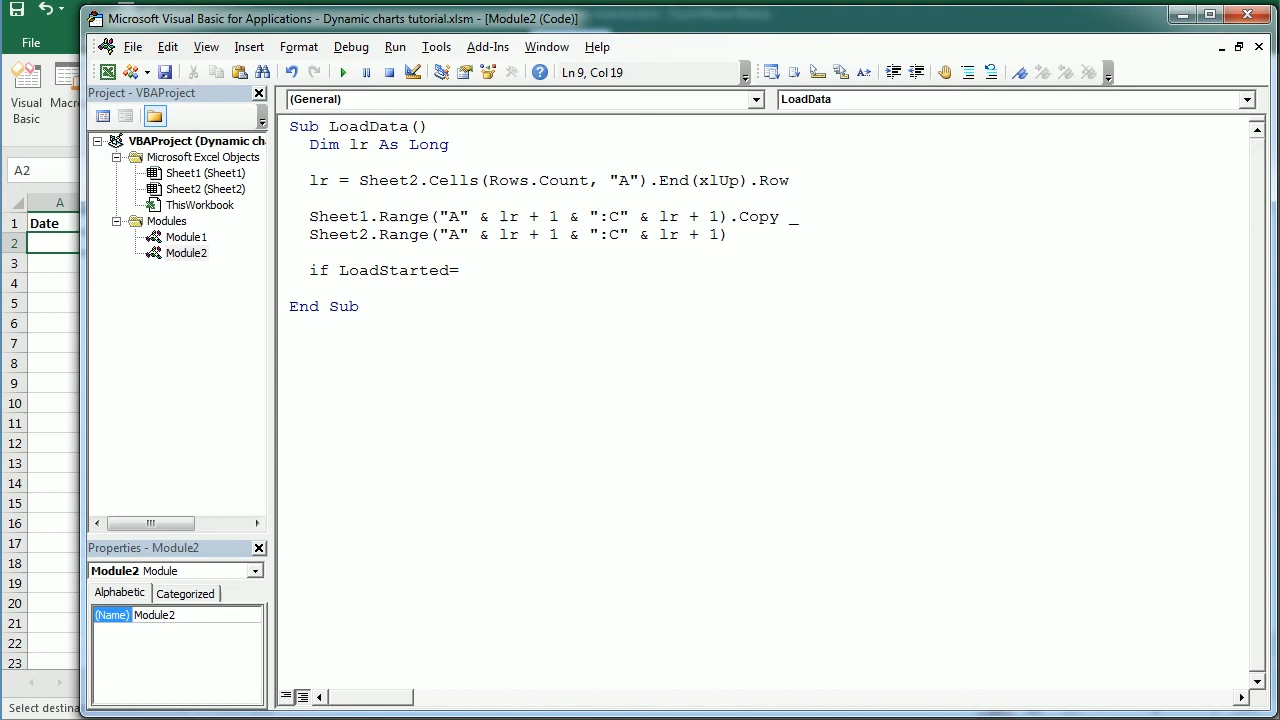 Microsoft Visual Basic for Applications - Dynamic charts tutorial.xlsm - [Module2 (Code)]
File
File Edit View Insert Format Debug Run Tools Add-Ins Window Help
Visual
Basic
Macro
Ln 9, Col 19
Project - VBAProject
(General)
LoadData
VBAProject (Dynamic ch
Microsoft Excel Objects
Sheet1 (Sheet1)
Sheet2 (Sheet2)
ThisWorkbook
Modules
Module1
Module2
A2
A
1 Date
2
3
4
5
6
7
8
9
10
11
12
13
14
15
16
17
18
19
20
21
22
23
Select destina
Sub LoadData()
Dim lr As Long
lr = Sheet2.Cells(Rows.Count, "A").End(xlUp).Row
Sheet1.Range("A" & lr + 1 & ":C" & lr + 1).Copy _
Sheet2.Range("A" & lr + 1 & ":C" & lr + 1)
if LoadStarted=
End Sub
Properties - Module2
Module2 Module
Alphabetic Categorized
(Name) Module2